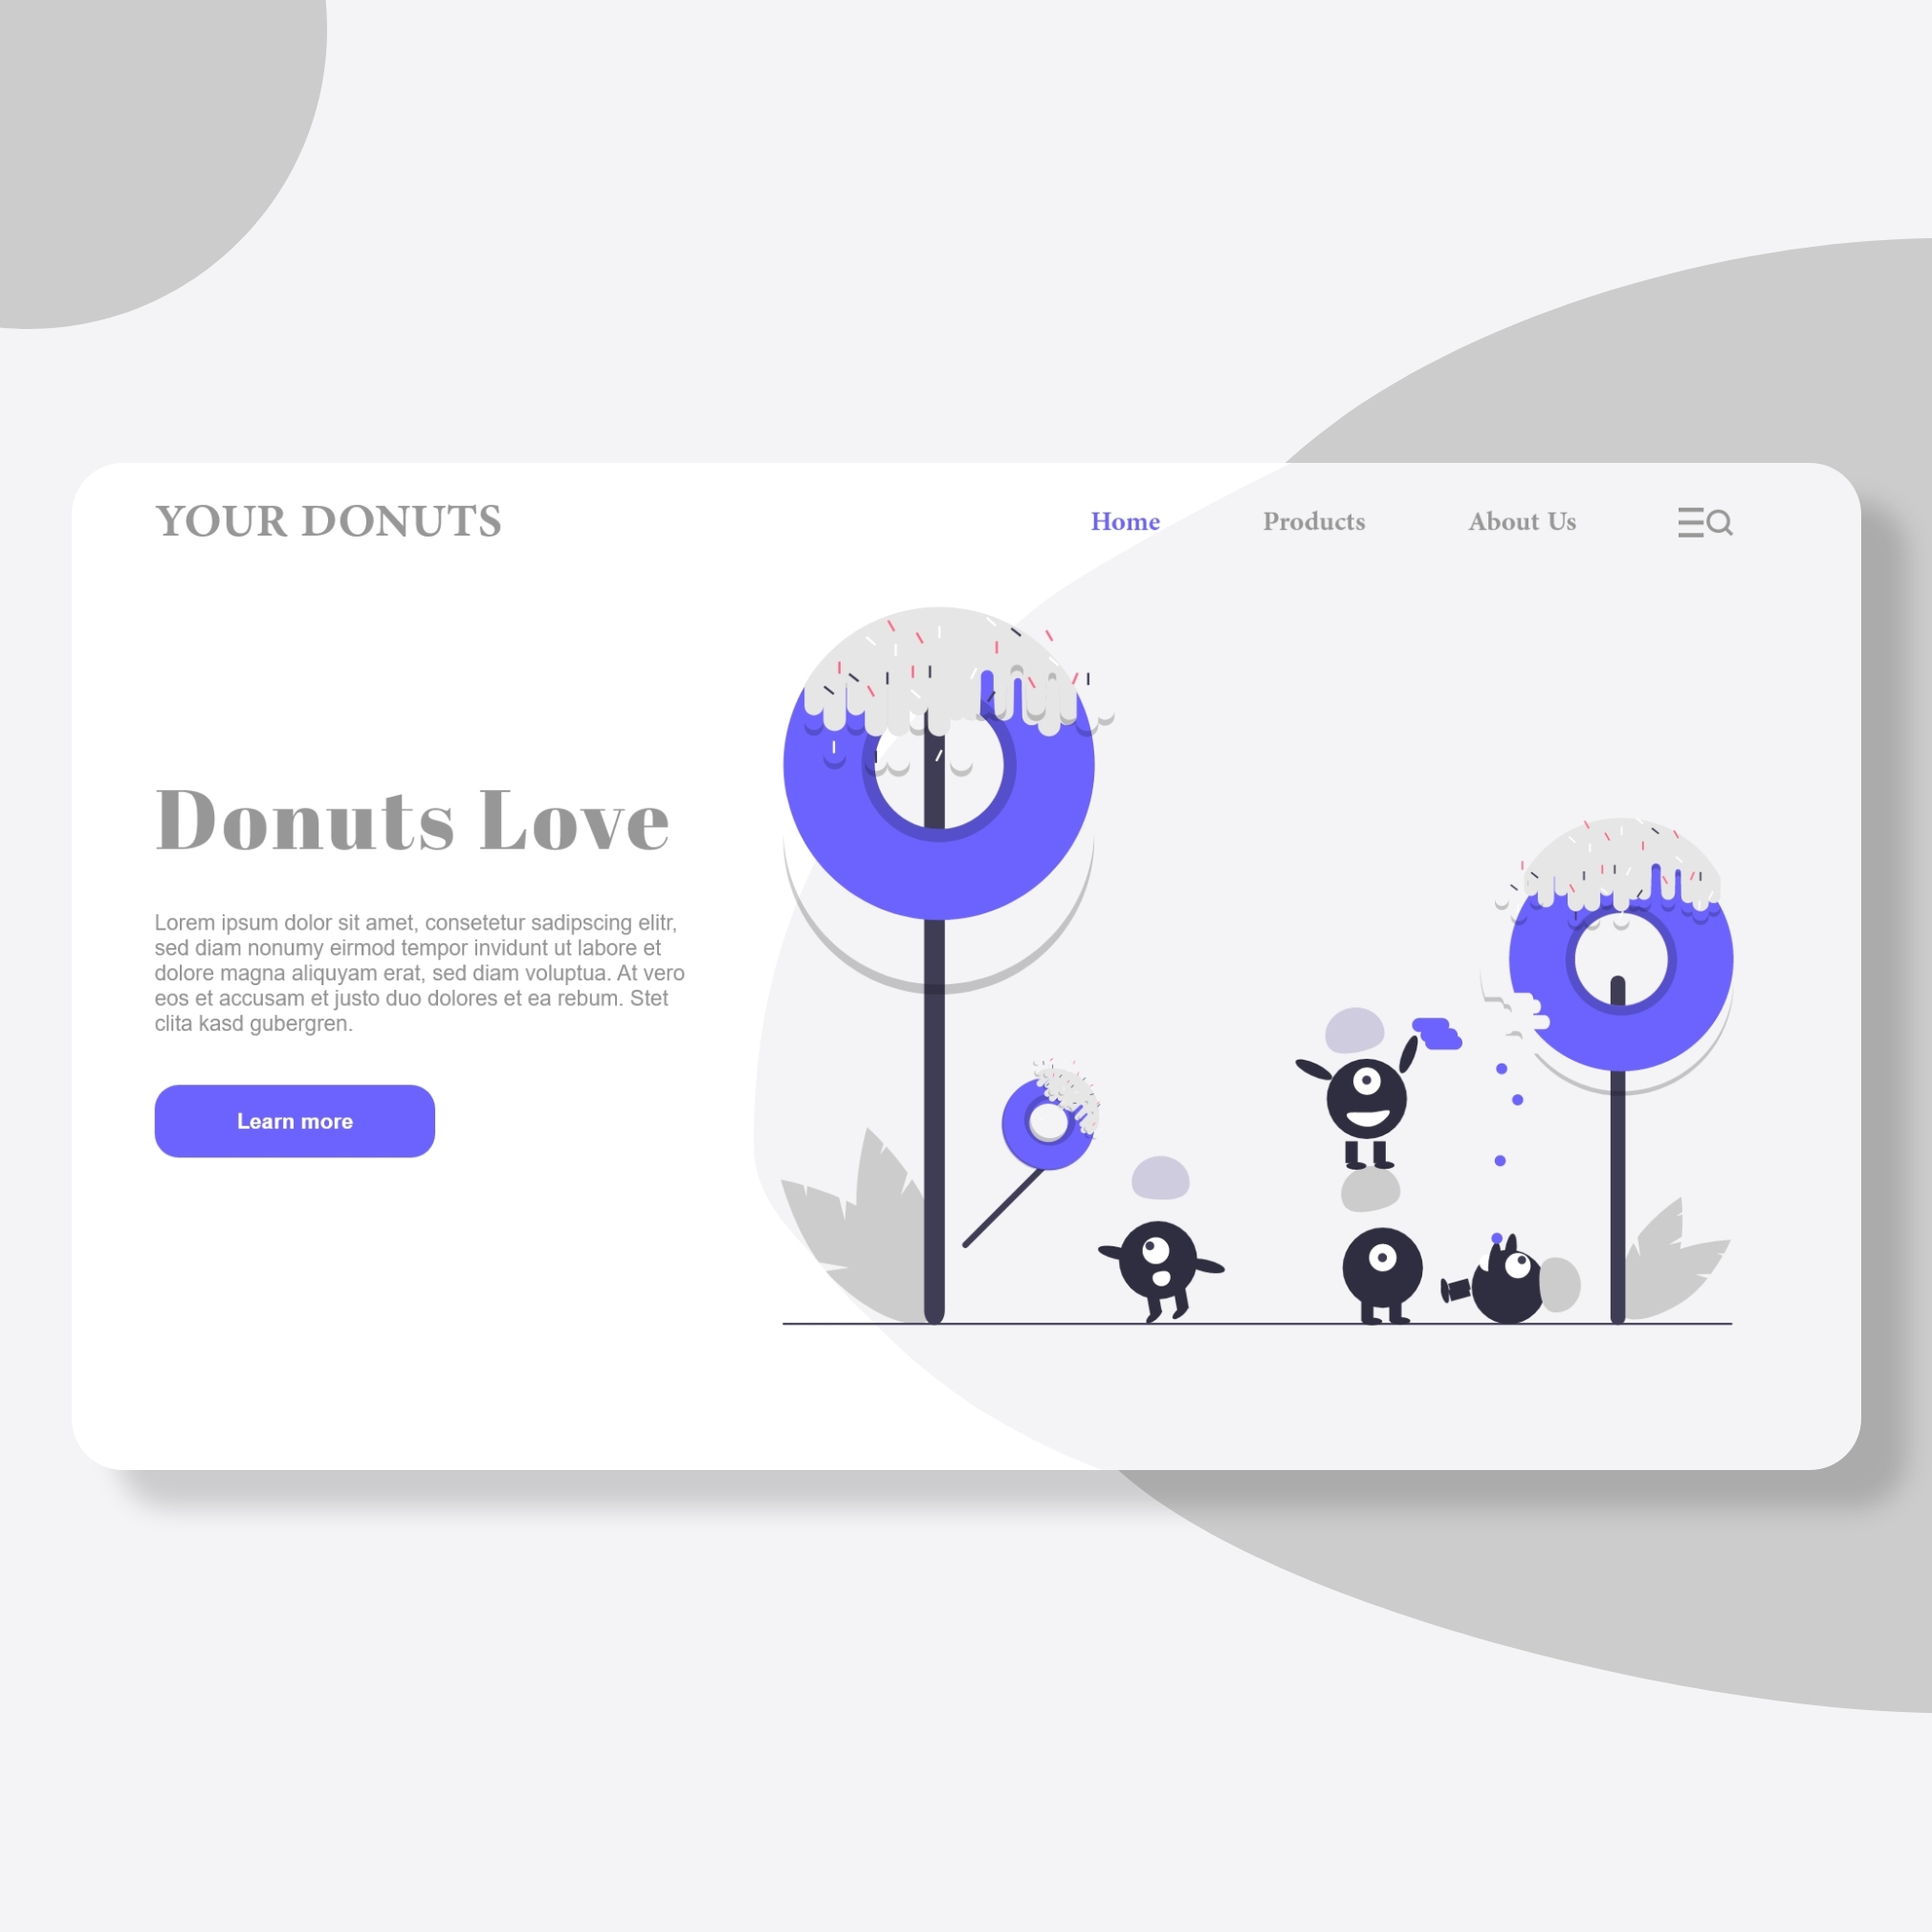 YOUR DONUTS
Home
Products
About Us
Donuts Love
Lorem ipsum dolor sit amet, consetetur sadipscing elitr,
sed diam nonumy eirmod tempor invidunt ut labore et
dolore magna aliquyam erat, sed diam voluptua. At vero
eos et accusam et justo duo dolores et ea rebum. Stet
clita kasd gubergren.
Learn more